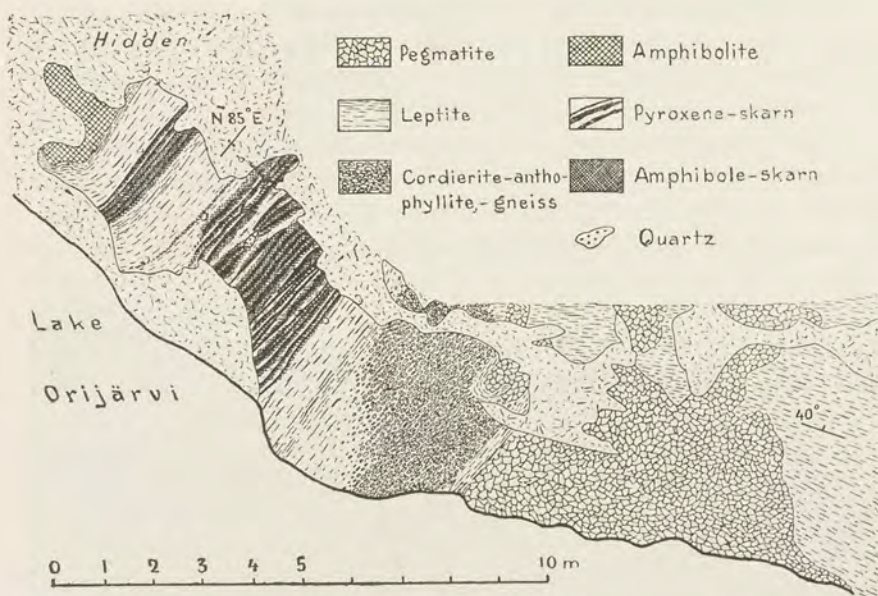 Hidden
N 85°E
Lake
Orijärvi
40°
Pegmatite
Leptite
Cordierite-antho-
phyllite,-gneiss
Amphibolite
Pyroxene-skarn
Amphibole-skarn
Quartz
0 1 2 3 4 5 10 m